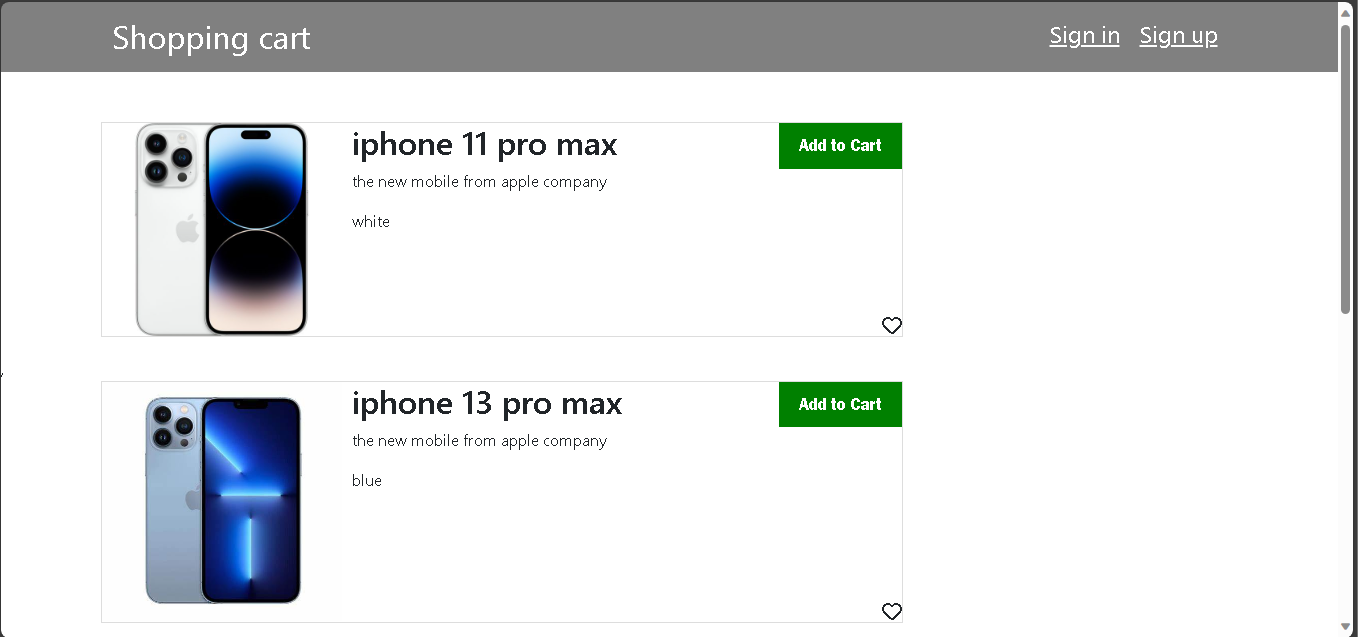 Shopping cart
Sign in Sign up
iphone 11 pro max
Add to Cart
the new mobile from apple company
white
iphone 13 pro max
Add to Cart
the new mobile from apple company
blue